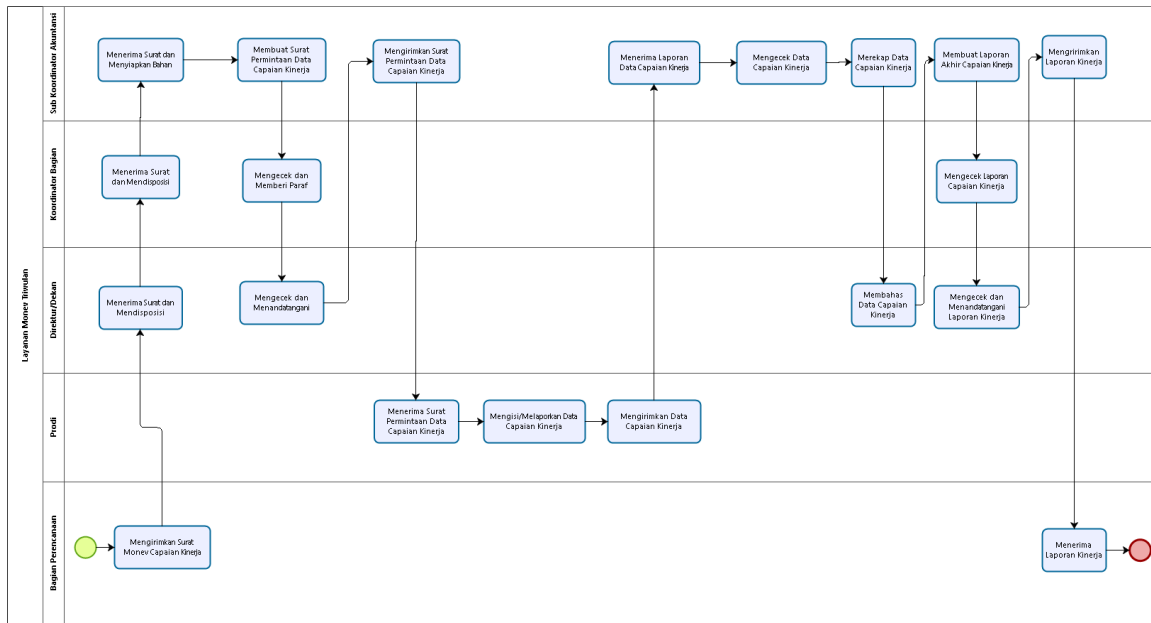 Layanan Monev Triwulan
Sub Koordinator Akuntansi
Menerima Surat dan
Menyiapkan Bahan
Membuat Surat
Permintaan Data
Capaian Kinerja
Mengirimkan Surat
Permintaan Data
Capaian Kinerja
Menerima Laporan
Data Capaian Kinerja
Mengecek Data
Capaian Kinerja
Merekap Data
Capaian Kinerja
Membuat Laporan
Akhir Capaian Kinerja
Mengririmkan
Laporan Kinerja
Koordinator Bagian
Menerima Surat
dan Mendisposisi
Mengecek dan
Memberi Paraf
Mengecek Laporan
Capaian Kinerja
Direktur/Dekan
Menerima Surat dan
Mendisposisi
Mengecek dan
Menandatangani
Membahas
Data Capaian
Kinerja
Mengecek dan
Menandatangani
Laporan Kinerja
Prodi
Menerima Surat
Permintaan Data
Capaian Kinerja
Mengisi/Melaporkan Data
Capaian Kinerja
Mengirimkan Data
Capaian Kinerja
Bagian Perencanaan
Mengirimkan Surat
Monev Capaian Kinerja
Menerima
Laporan Kinerja